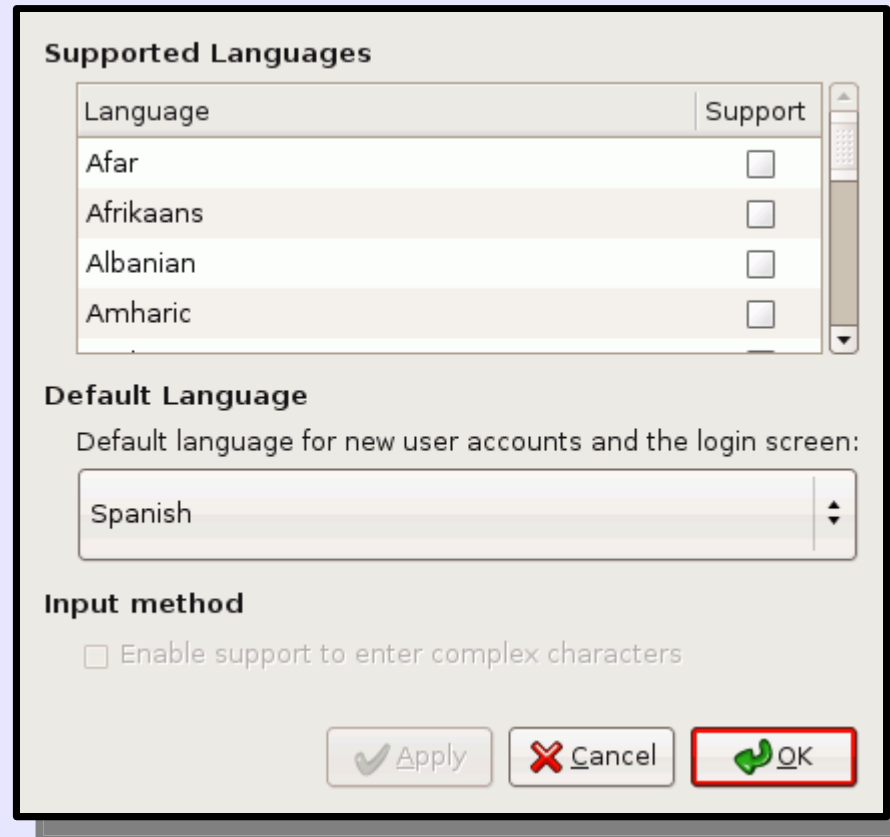 Supported Languages
Language Support
Afar
Afrikaans
Albanian
Amharic
Default Language
Default language for new user accounts and the login screen:
Spanish
Input method
Enable support to enter complex characters
Apply Cancel OK